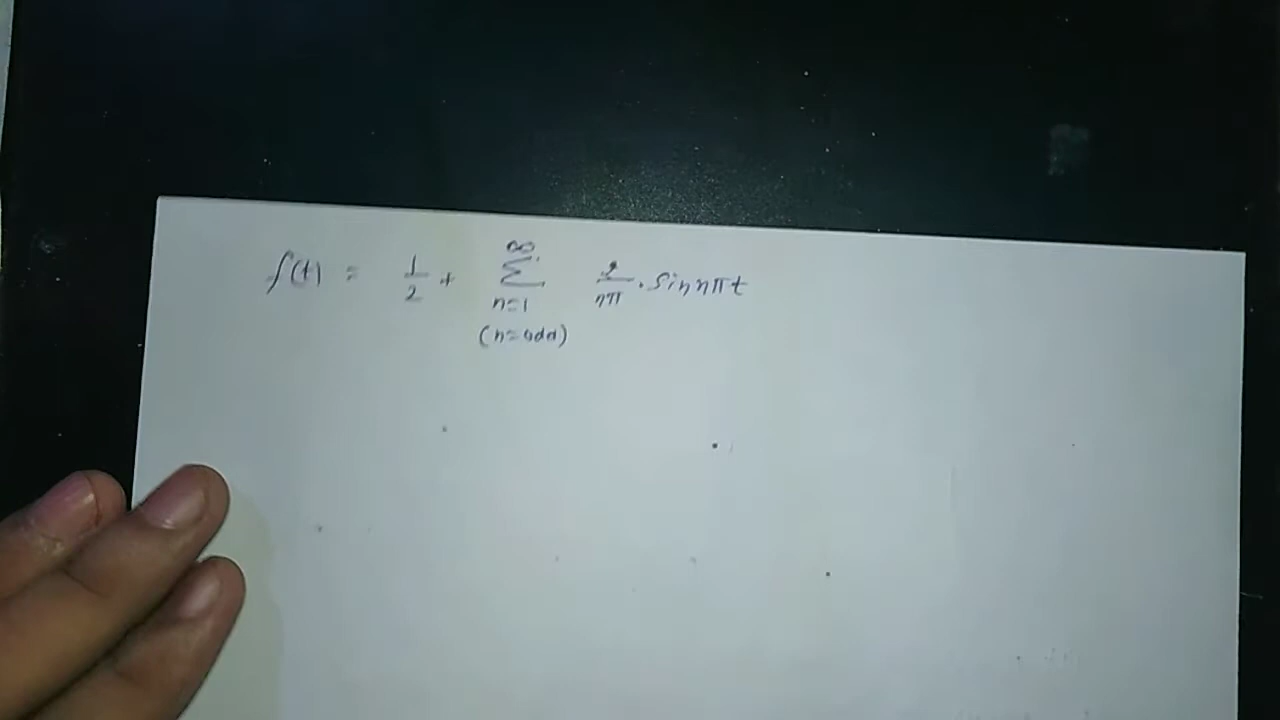 f(t) = 1/2 + ∞∑n=1 2/nπ . Sin nπt
(n=odd)